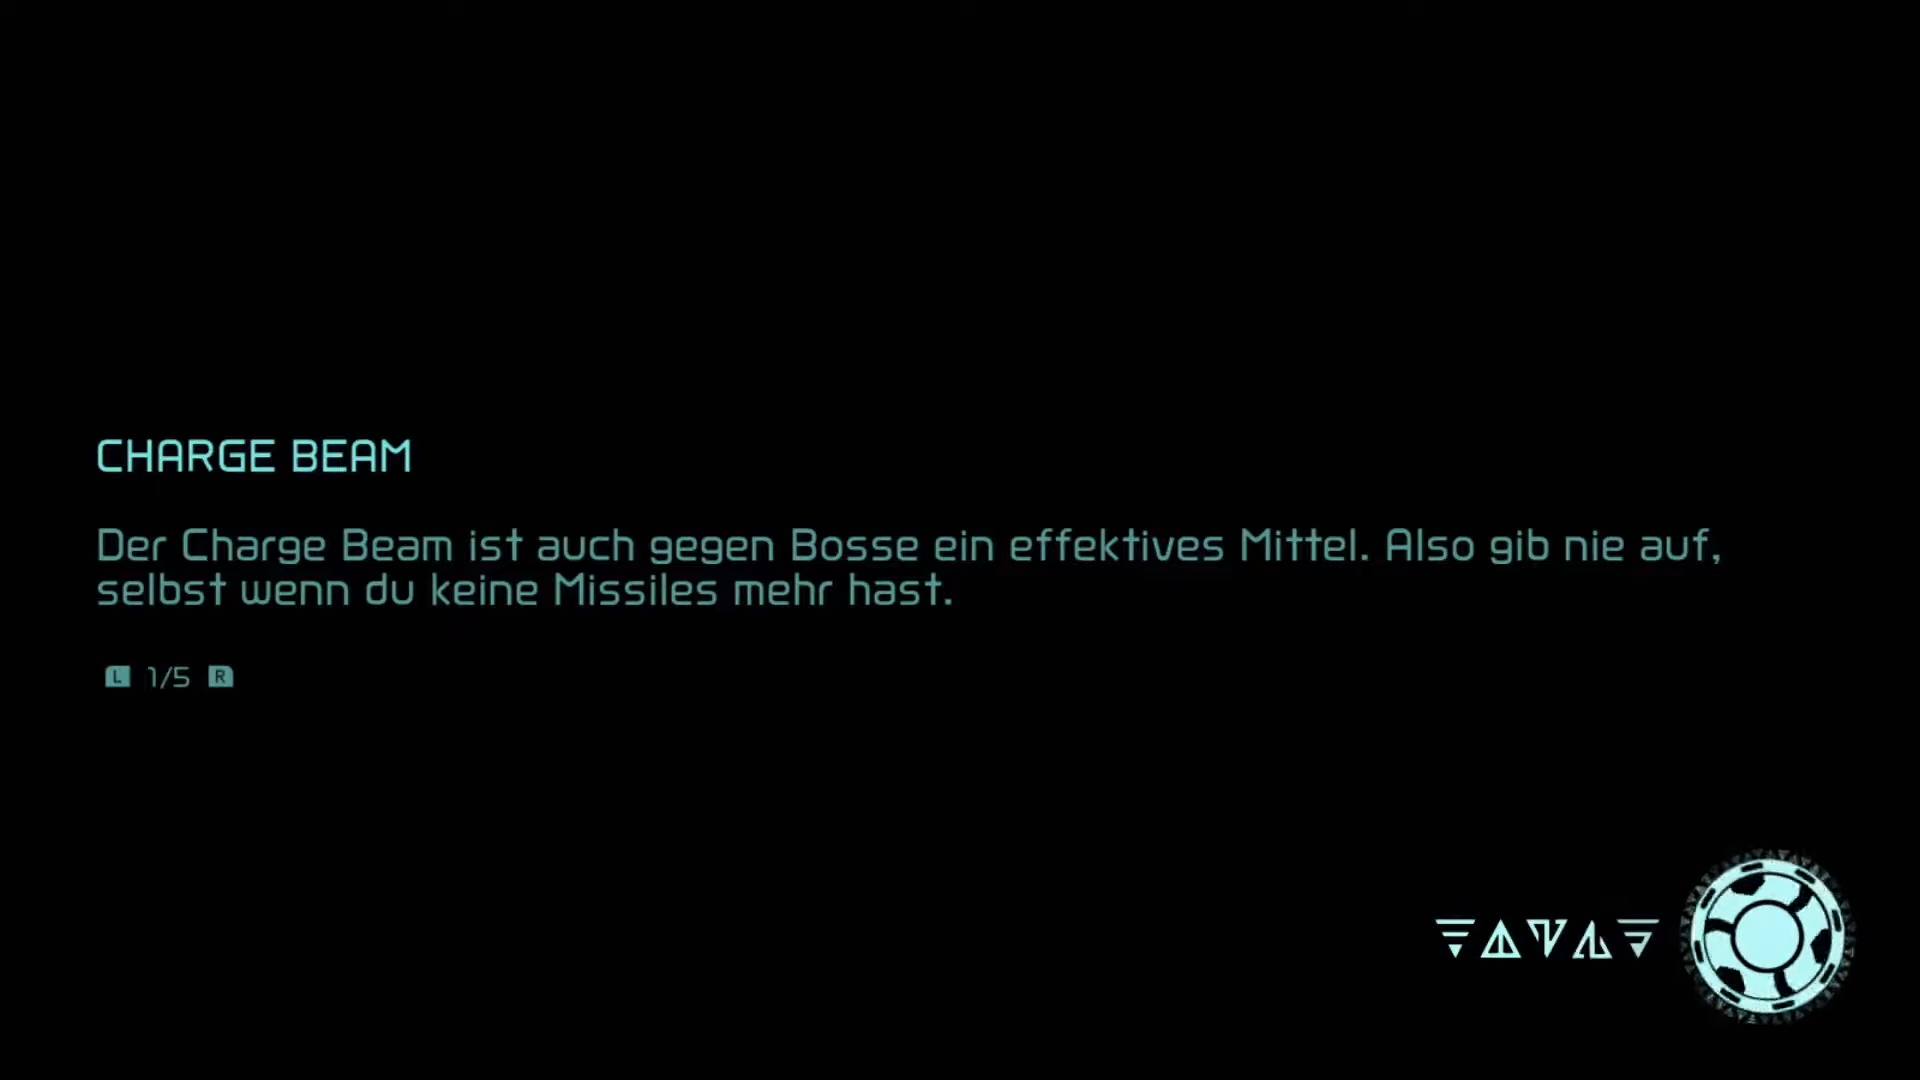 CHARGE BEAM
Der Charge Beam ist auch gegen Bosse ein effektives Mittel. Also gib nie auf,
selbst wenn du keine Missiles mehr hast.
L 1/5 R